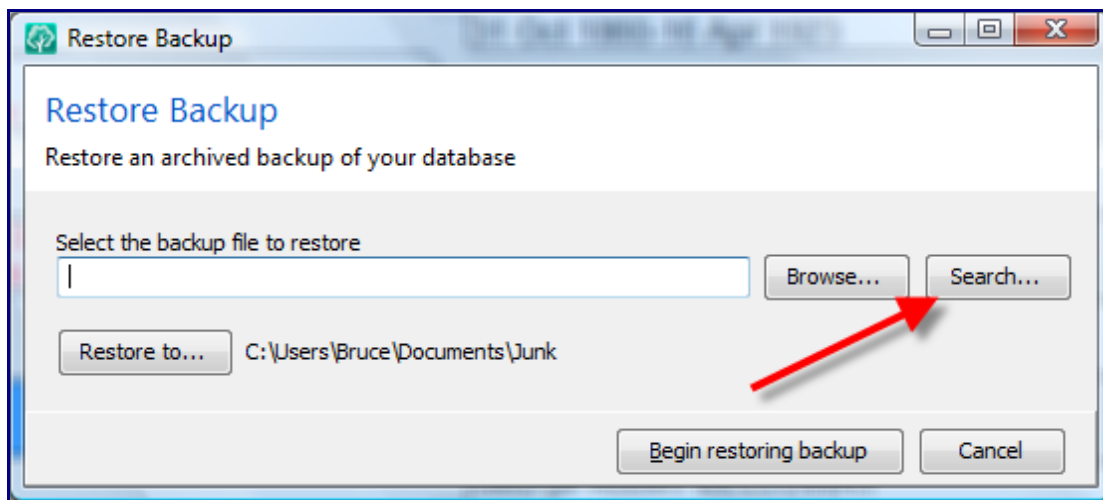 Restore Backup
Restore Backup
Restore an archived backup of your database
Select the backup file to restore
Browse... Search...
Restore to... C:\Users\Bruce\Documents\Junk
Begin restoring backup Cancel